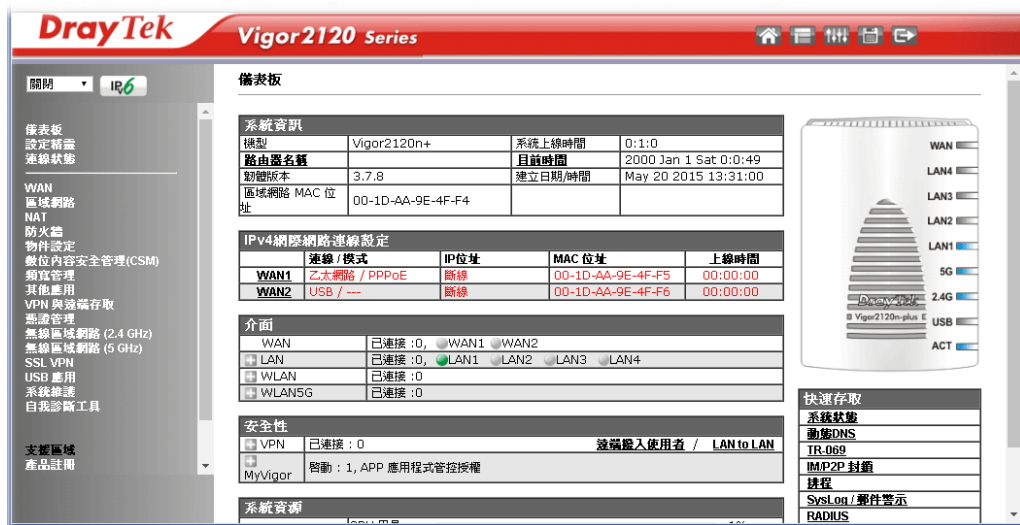 DrayTek
Vigor2120 Series
關閉
IPv6
儀表板
設定精靈
連線狀態
WAN
區域網路
NAT
防火牆
物件設定
數位內容安全管理(CSM)
頻寬管理
其他應用
VPN 與遠端存取
憑證管理
無線區域網路 (2.4 GHz)
無線區域網路 (5 GHz)
SSL VPN
USB 應用
系統維護
自我診斷工具
支援區域
產品註冊
儀表板
系統資訊
機型 Vigor2120n+ 系統上線時間 0:1:0
路由器名稱 目前時間 2000 Jan 1 Sat 0:0:49
韌體版本 3.7.8 建立日期/時間 May 20 2015 13:31:00
區域網路 MAC 位址 00-1D-AA-9E-4F-F4
IPv4網際網路連線設定
連線 / 模式 IP位址 MAC 位址 上線時間
WAN1 乙太網路 / PPPoE 斷線 00-1D-AA-9E-4F-F5 00:00:00
WAN2 USB / --- 斷線 00-1D-AA-9E-4F-F6 00:00:00
介面
WAN 已連接 :0, WAN1 WAN2
LAN 已連接 :0, LAN1 LAN2 LAN3 LAN4
WLAN 已連接 :0
WLAN5G 已連接 :0
安全性
VPN 已連接 : 0 遠端撥入使用者 / LAN to LAN
MyVigor 啓動 : 1, APP 應用程式管控授權
系統資源
WAN
LAN4
LAN3
LAN2
LAN1
5G
2.4G
USB
ACT
DrayTek
Vigor2120n-plus
快速存取
系統狀態
動態DNS
TR-069
IM/P2P 封鎖
排程
SysLog / 郵件警示
RADIUS